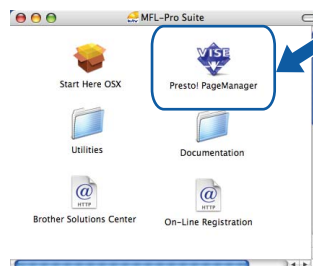 MFL-Pro Suite
VISE
Start Here OSX
Presto! PageManager
Utilities
Documentation
@
HTTP
@
HTTP
Brother Solutions Center
On-Line Registration